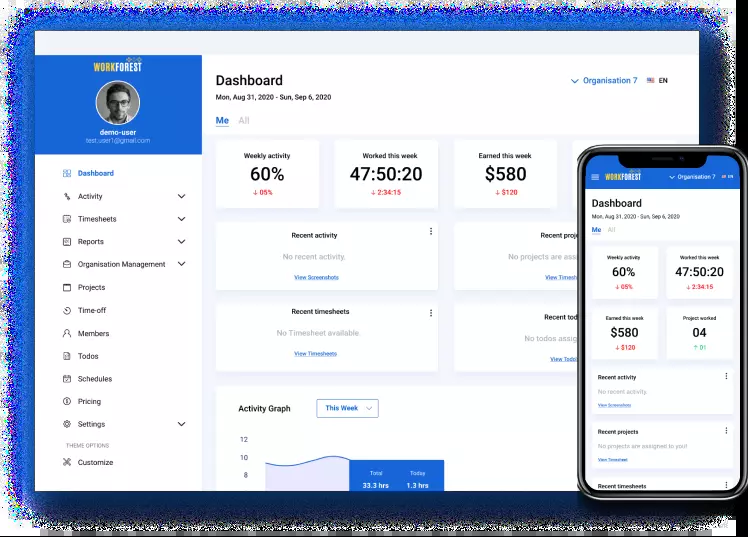 WORKFOREST
demo-user
test.user1@gmail.com
Dashboard
Activity
Timesheets
Reports
Organisation Management
Projects
Time-off
Members
Todos
Schedules
Pricing
Settings
THEME OPTIONS
Customize
Dashboard
Organisation 7
EN
Mon, Aug 31, 2020 - Sun, Sep 6, 2020
Me All
Weekly activity
60%
↓ 05%
Worked this week
47:50:20
↓ 2:34:15
Earned this week
$580
↓ $120
Recent activity
No recent activity.
View Screenshots
Recent proje
No projects are ass
View Timesh
Recent timesheets
No Timesheet available.
View Timesheets
Recent tod
No todos assig
View Todo
Activity Graph
This Week
12
10
8
Total
33.3 hrs
Today
1.3 hrs
WORKFOREST
Organisation 7
EN
Dashboard
Mon, Aug 31, 2020 - Sun, Sep 6, 2020
Me All
Weekly activity
60%
↓ 05%
Worked this week
47:50:20
↓ 2:34:15
Earned this week
$580
↓ $120
Project worked
04
↑ 01
Recent activity
No recent activity.
View Screenshots
Recent projects
No projects are assigned to you!
View Timesheet
Recent timesheets